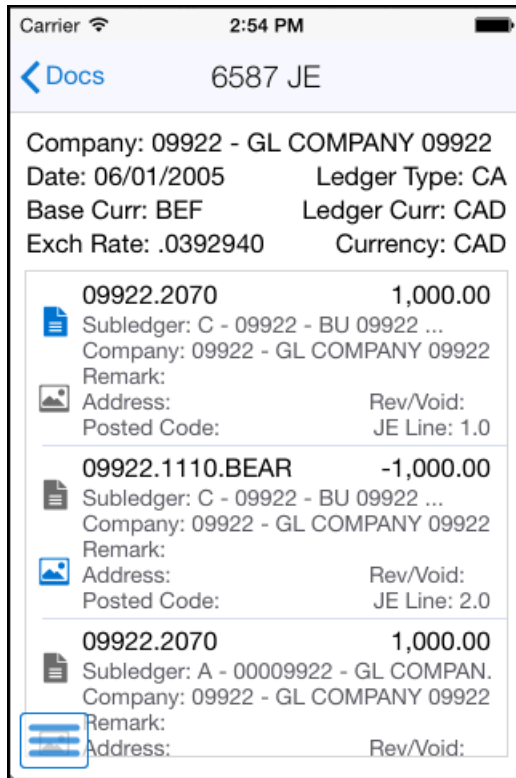 Carrier 2:54 PM
Docs 6587 JE
Company: 09922 - GL COMPANY 09922
Date: 06/01/2005 Ledger Type: CA
Base Curr: BEF Ledger Curr: CAD
Exch Rate: .0392940 Currency: CAD
09922.2070 1,000.00
Subledger: C - 09922 - BU 09922 ...
Company: 09922 - GL COMPANY 09922
Remark:
Address: Rev/Void:
Posted Code: JE Line: 1.0
09922.1110.BEAR -1,000.00
Subledger: C - 09922 - BU 09922 ...
Company: 09922 - GL COMPANY 09922
Remark:
Address: Rev/Void:
Posted Code: JE Line: 2.0
09922.2070 1,000.00
Subledger: A - 00009922 - GL COMPAN.
Company: 09922 - GL COMPANY 09922
Remark:
Address: Rev/Void: